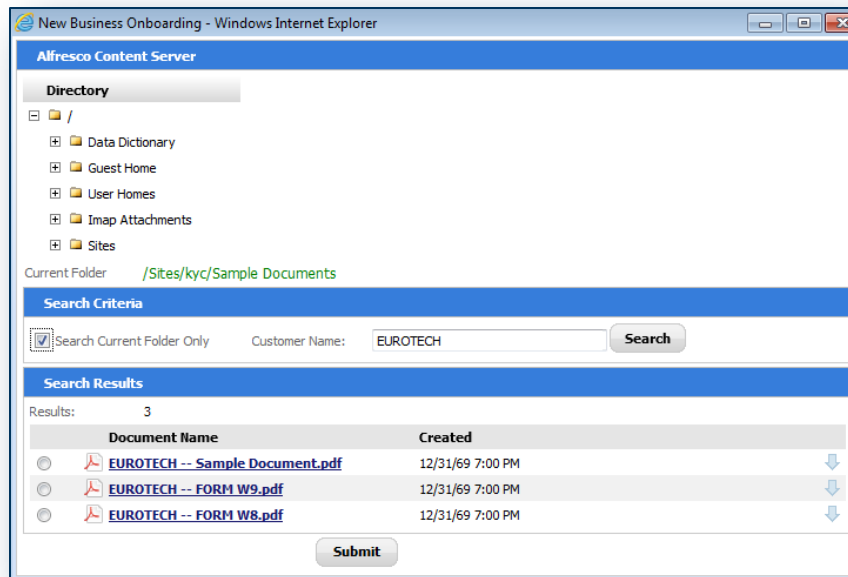 New Business Onboarding - Windows Internet Explorer
Alfresco Content Server
Directory
/
Data Dictionary
Guest Home
User Homes
Imap Attachments
Sites
Current Folder /Sites/kyc/Sample Documents
Search Criteria
Search Current Folder Only Customer Name: EUROTECH Search
Search Results
Results: 3
Document Name Created
EUROTECH -- Sample Document.pdf 12/31/69 7:00 PM
EUROTECH -- FORM W9.pdf 12/31/69 7:00 PM
EUROTECH -- FORM W8.pdf 12/31/69 7:00 PM
Submit